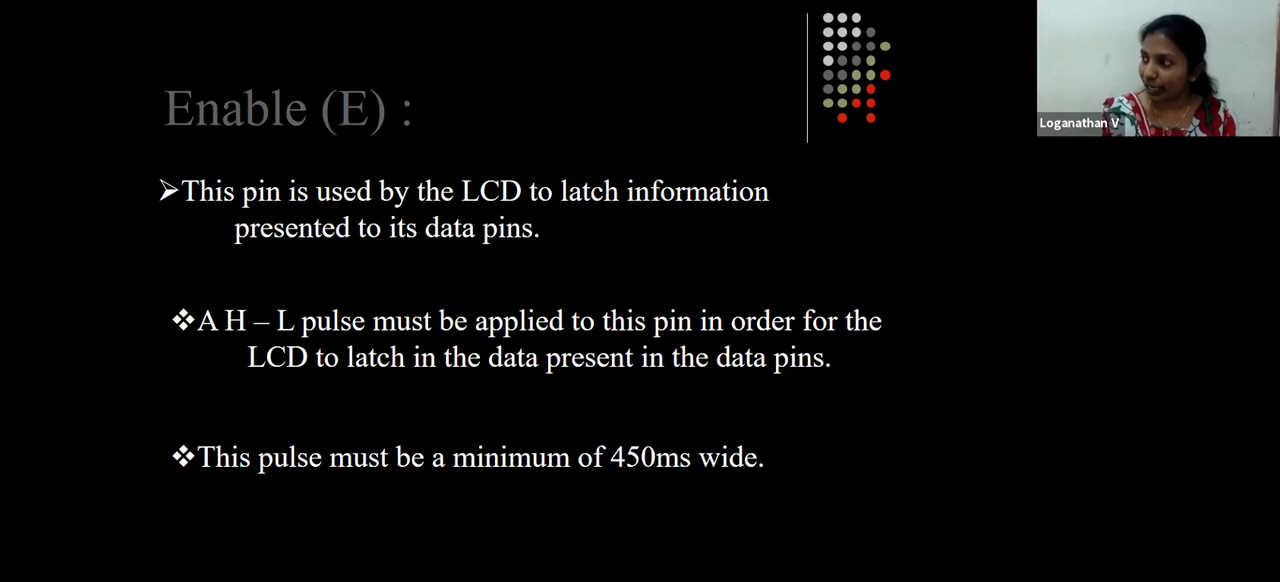 Enable (E) :
Loganathan V
➢This pin is used by the LCD to latch information
presented to its data pins.
❖A H – L pulse must be applied to this pin in order for the
LCD to latch in the data present in the data pins.
❖This pulse must be a minimum of 450ms wide.